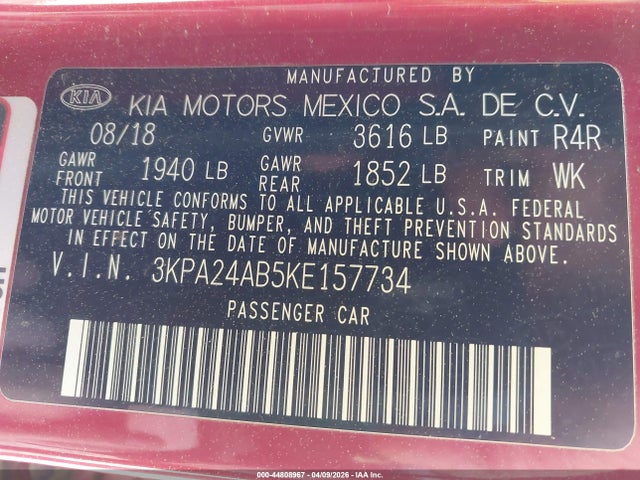 MANUFACTURED BY
KIA KIA MOTORS MEXICO S.A. DE C.V.
08/18 GVWR 3616 LB PAINT R4R
GAWR FRONT 1940 LB GAWR REAR 1852 LB TRIM WK
THIS VEHICLE CONFORMS TO ALL APPLICABLE U.S.A. FEDERAL
MOTOR VEHICLE SAFETY, BUMPER, AND THEFT PREVENTION STANDARDS
IN EFFECT ON THE DATE OF MANUFACTURE SHOWN ABOVE.
V.I.N. 3KPA24AB5KE157734
PASSENGER CAR
000-44808967 - 04/09/2026 - IAA Inc.